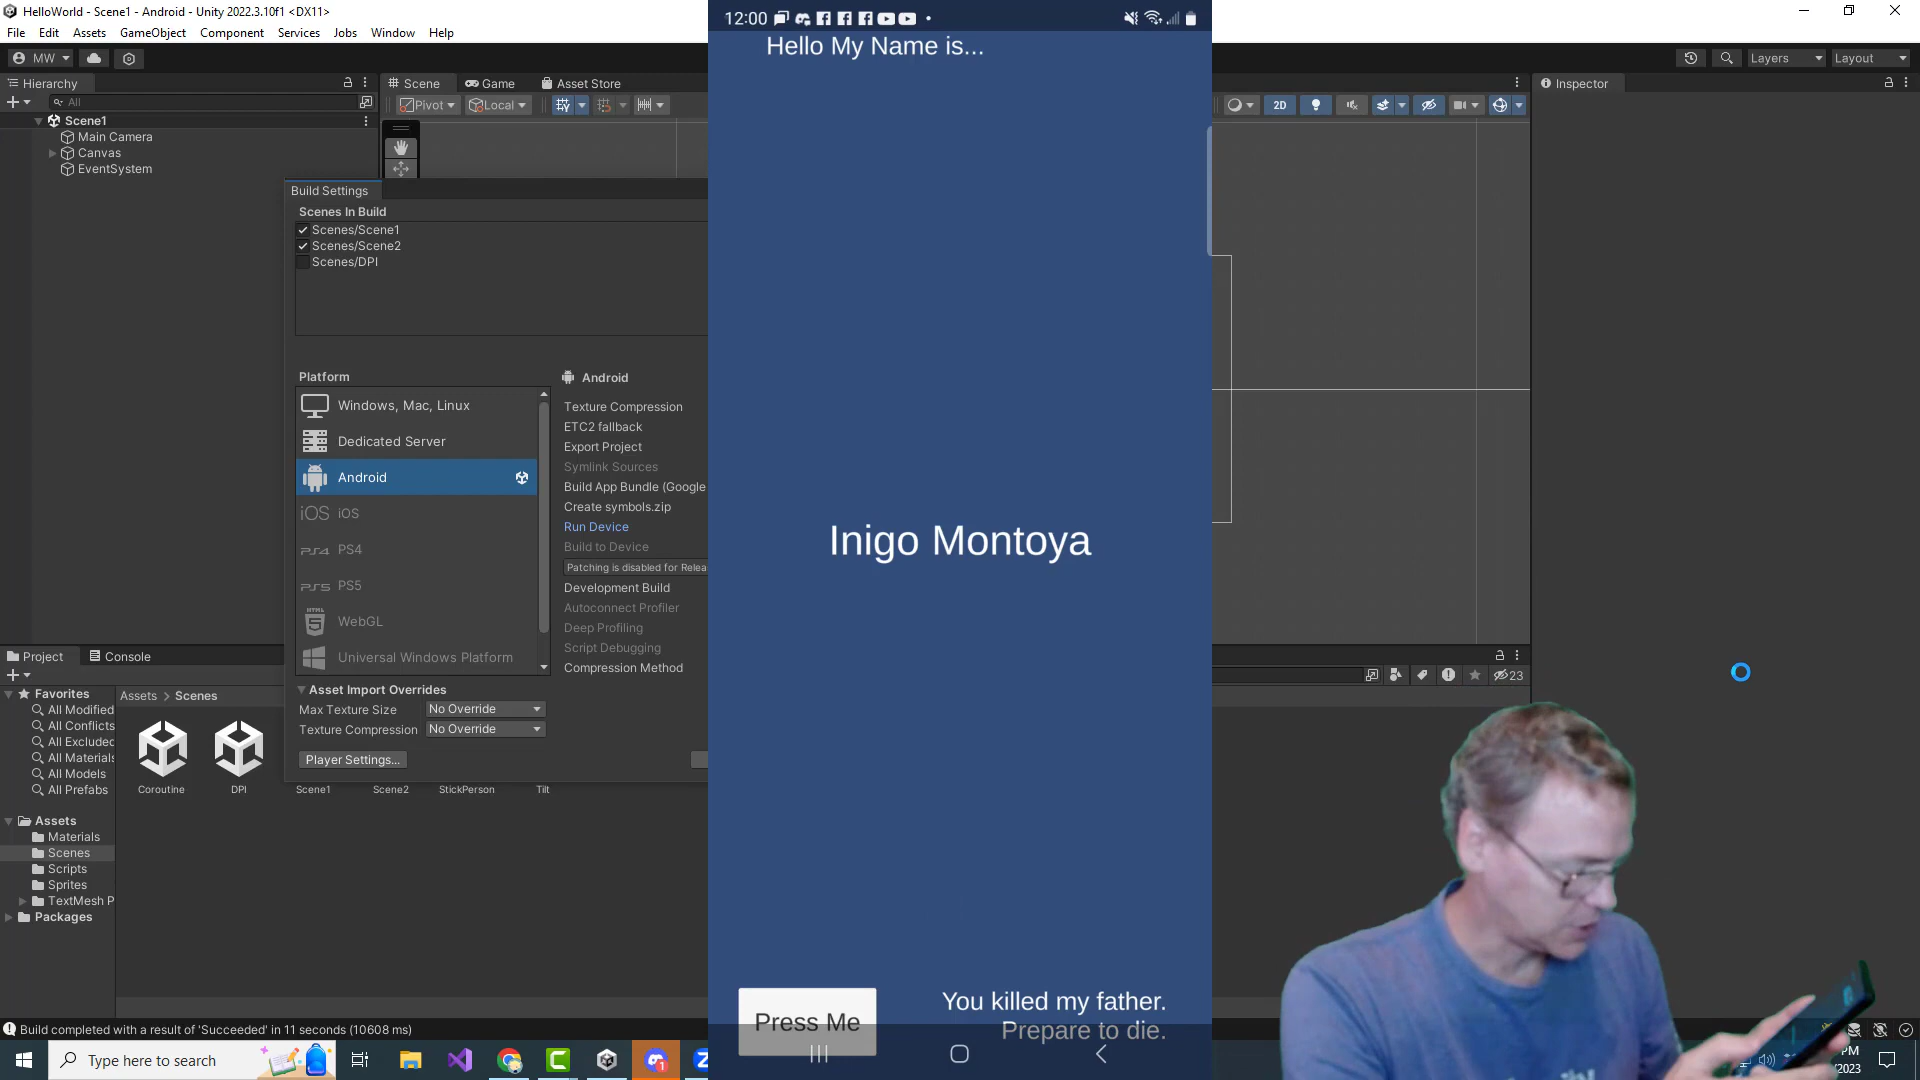 HelloWorld - Scene1 - Android - Unity 2022.3.10f1 <DX11>
File Edit Assets GameObject Component Services Jobs Window Help
MW
Layers
Layout
Hierarchy
All
Scene1
Main Camera
Canvas
EventSystem
Scene
Game
Asset Store
Pivot
Local
2D
Inspector
Build Settings
Scenes In Build
Scenes/Scene1
Scenes/Scene2
Scenes/DPI
Platform
Windows, Mac, Linux
Dedicated Server
Android
iOS iOS
PS4 PS4
PS5 PS5
HTML
WebGL
Universal Windows Platform
Android
Texture Compression
ETC2 fallback
Export Project
Symlink Sources
Build App Bundle (Google
Create symbols.zip
Run Device
Build to Device
Patching is disabled for Relea
Development Build
Autoconnect Profiler
Deep Profiling
Script Debugging
Compression Method
Asset Import Overrides
Max Texture Size
No Override
Texture Compression
No Override
Player Settings...
12:00
Hello My Name is...
Inigo Montoya
Press Me
You killed my father.
Prepare to die.
Project
Console
23
Favorites
All Modified
All Conflicts
All Excluded
All Materials
All Models
All Prefabs
Assets
Materials
Scenes
Scripts
Sprites
TextMesh P
Packages
Assets > Scenes
Coroutine
DPI
Scene1
Scene2
StickPerson
Tilt
Build completed with a result of 'Succeeded' in 11 seconds (10608 ms)
Type here to search
1
PM
/2023